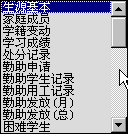 生源基本
家庭成员
学籍变动
学习成绩
处分记录
勤助申请
勤助学生记录
勤助用工记录
勤助发放(月)
勤助发放(总)
困难学生